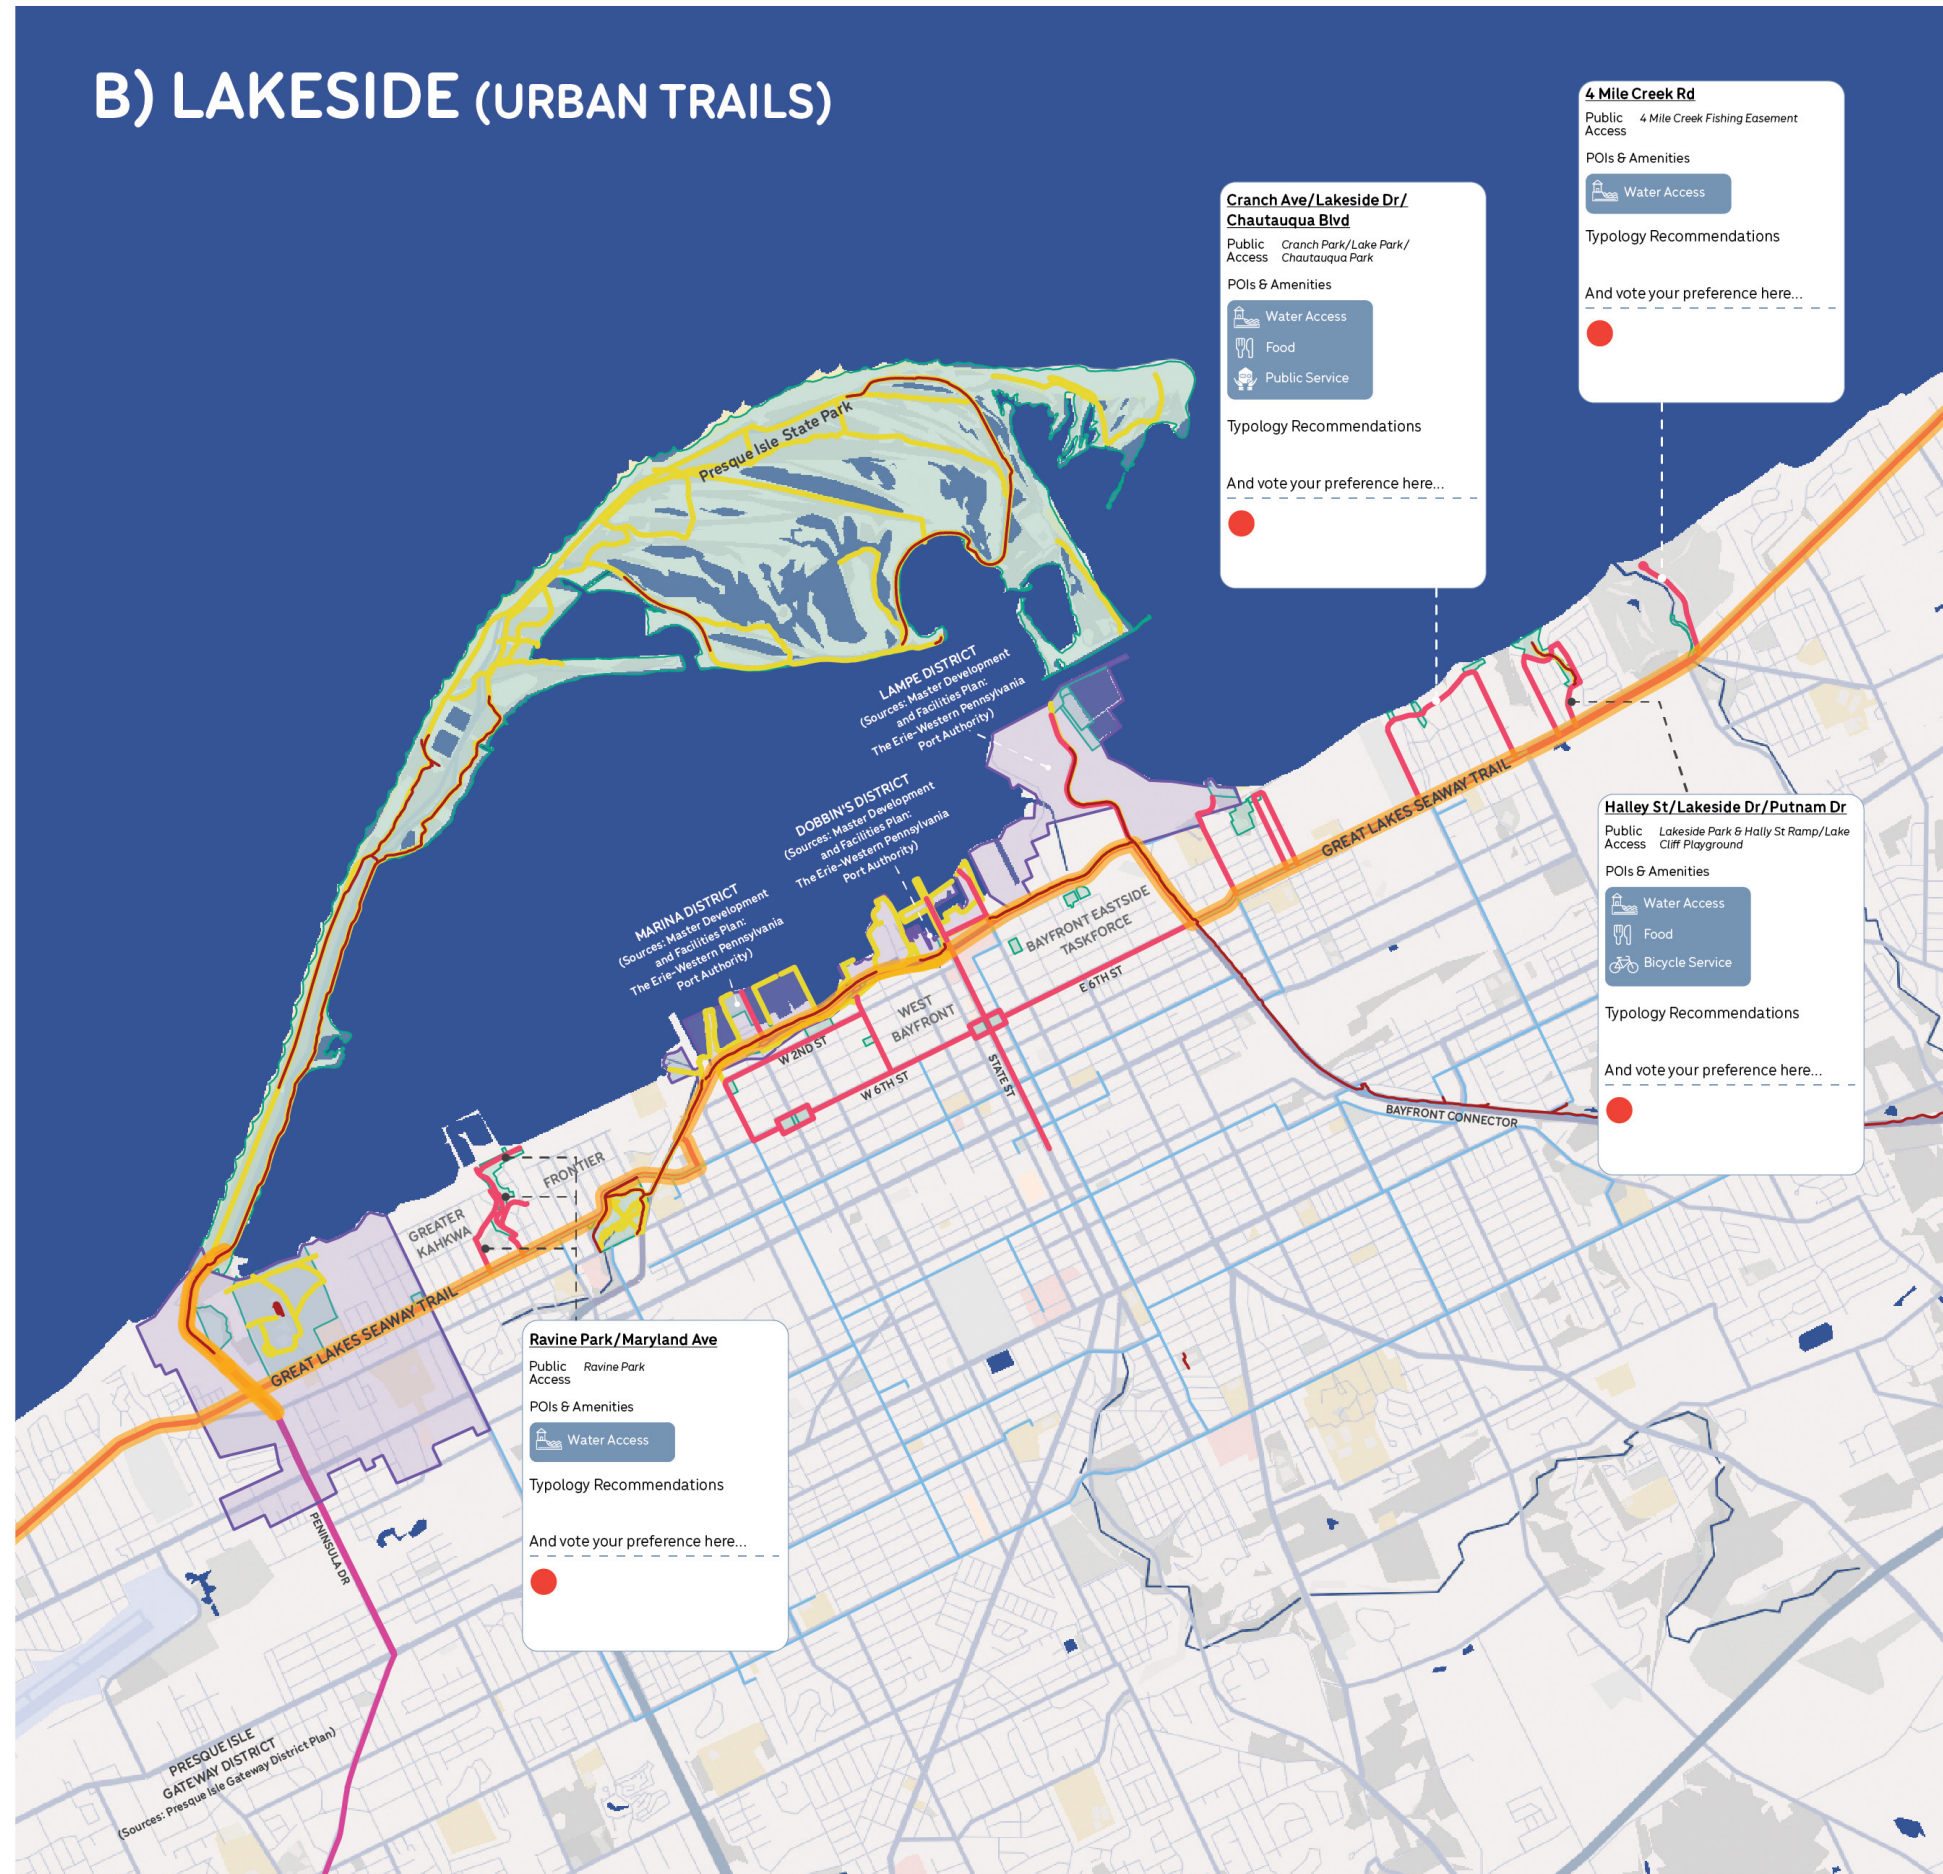 B) LAKESIDE (URBAN TRAILS)
4 Mile Creek Rd
Public Access 4 Mile Creek Fishing Easement
POIs & Amenities
Water Access
Typology Recommendations
And vote your preference here...
Cranch Ave/Lakeside Dr/
Chautauqua Blvd
Public Access Cranch Park/Lake Park/
Chautauqua Park
POIs & Amenities
Water Access
Food
Public Service
Typology Recommendations
And vote your preference here...
Presque Isle State Park
LAMPE DISTRICT
(Sources: Master Development
and Facilities Plan:
The Erie-Western Pennsylvania
Port Authority)
DOBBIN'S DISTRICT
(Sources: Master Development
and Facilities Plan:
The Erie-Western Pennsylvania
Port Authority)
MARINA DISTRICT
(Sources: Master Development
and Facilities Plan:
The Erie-Western Pennsylvania
Port Authority)
GREAT LAKES SEAWAY TRAIL
Halley St/Lakeside Dr/Putnam Dr
Public Access Lakeside Park & Hally St Ramp/Lake
Cliff Playground
POIs & Amenities
Water Access
Food
Bicycle Service
Typology Recommendations
And vote your preference here...
BAYFRONT EASTSIDE
TASKFORCE
E 6TH ST
WEST
BAYFRONT
W 2ND ST
W 6TH ST
STATE ST
BAYFRONT CONNECTOR
FRONTIER
GREATER
KAHKWA
GREAT LAKES SEAWAY TRAIL
Ravine Park/Maryland Ave
Public Access Ravine Park
POIs & Amenities
Water Access
Typology Recommendations
And vote your preference here...
PENINSULA DR
PRESQUE ISLE
GATEWAY DISTRICT
(Sources: Presque Isle Gateway District Plan)